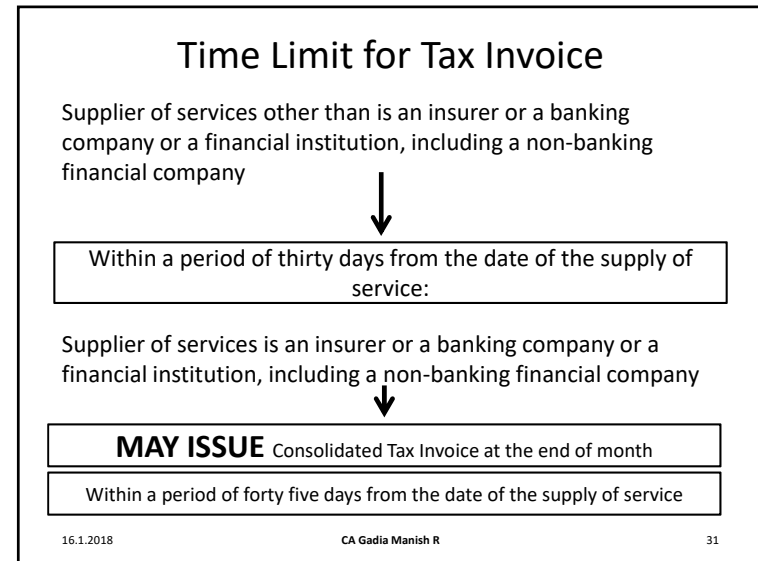 Time Limit for Tax Invoice
Supplier of services other than is an insurer or a banking
company or a financial institution, including a non-banking
financial company
Within a period of thirty days from the date of the supply of
service:
Supplier of services is an insurer or a banking company or a
financial institution, including a non-banking financial company
MAY ISSUE Consolidated Tax Invoice at the end of month
Within a period of forty five days from the date of the supply of service
16.1.2018 CA Gadia Manish R 31